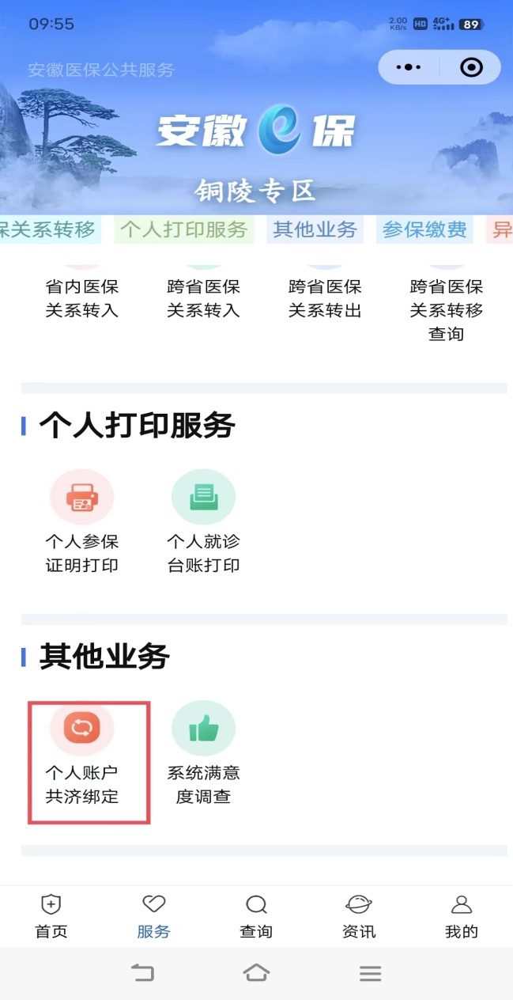 09:55
2.00 KB/s HD 4G+ 89
安徽医保公共服务
安徽e保
铜陵专区
保关系转移 个人打印服务 其他业务 参保缴费 异
省内医保 跨省医保 跨省医保 跨省医保
关系转入 关系转入 关系转出 关系转移
查询
个人打印服务
个人参保 个人就诊
证明打印 台账打印
其他业务
个人账户 系统满意
共济绑定 度调查
首页 服务 查询 资讯 我的